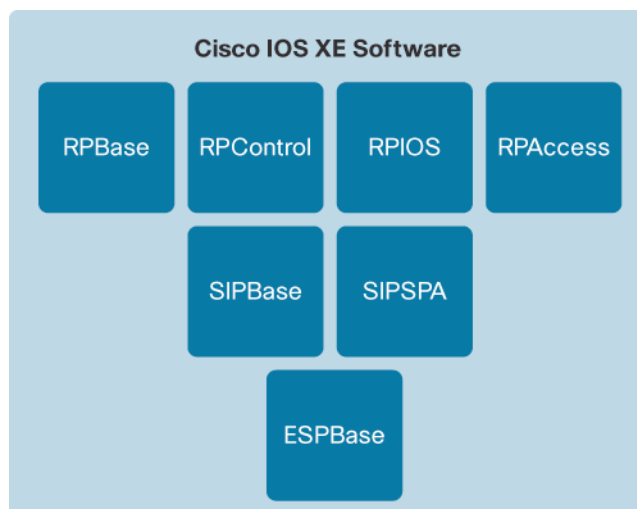 Cisco IOS XE Software
RPBase RPControl RPIOS RPAccess
SIPBase SIPSPA
ESPBase